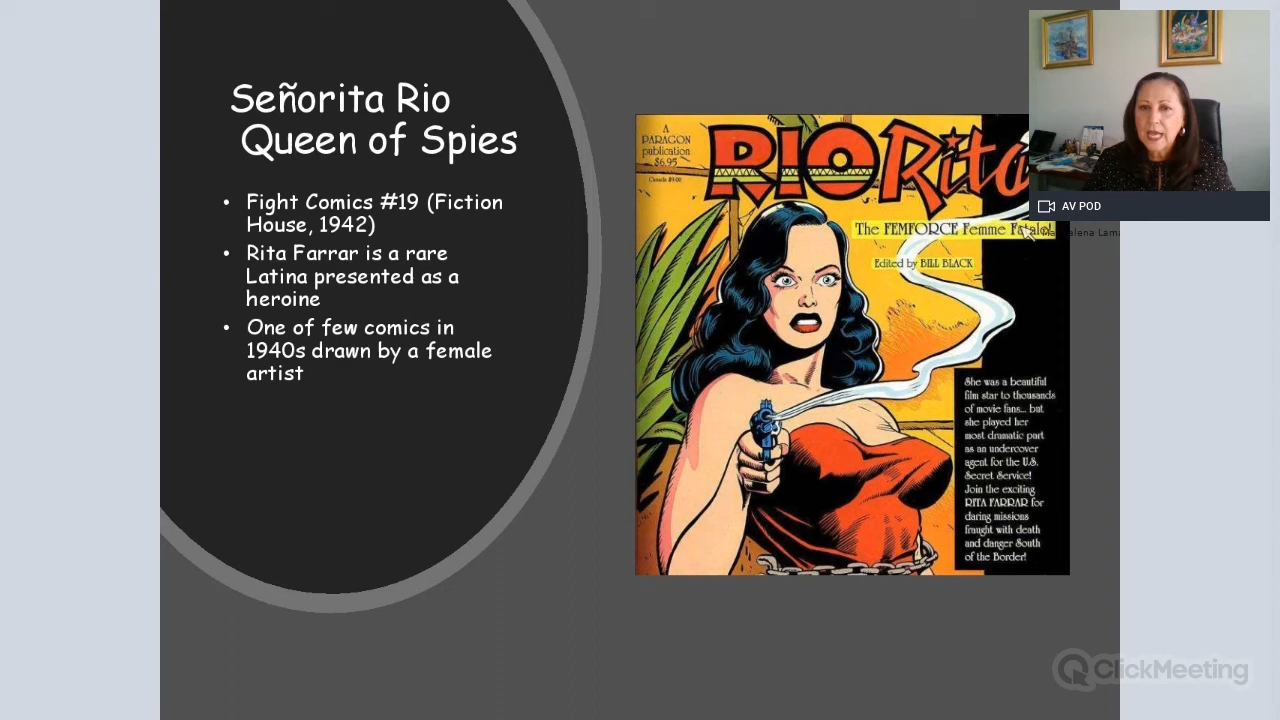 Señorita Rio
Queen of Spies
• Fight Comics #19 (Fiction
House, 1942)
• Rita Farrar is a rare
Latina presented as a
heroine
• One of few comics in
1940s drawn by a female
artist
A
PARAGON
publication
$6.95
RIO Rita
The FEMFORCE Femme Fatale!
Edited by BILL BLACK
She was a beautiful
film star to thousands
of movie fans... but
she played her
most dramatic part
as an undercover
agent for the U.S.
Secret Service!
Join the exciting
RITA FARRAR for
daring missions
fraught with death
and danger South
of the Border!
AV POD
ClickMeeting